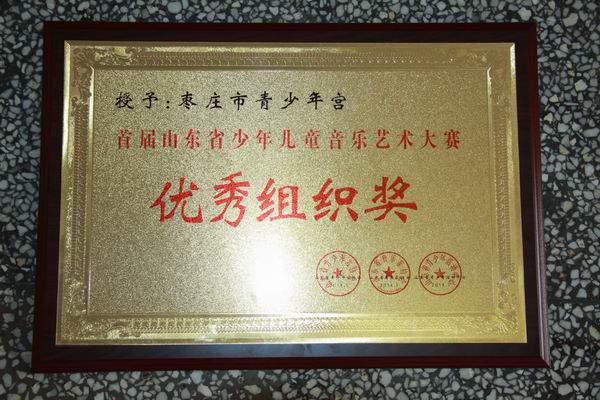 授予：枣庄市青少年宫
首届山东省少年儿童音乐艺术大赛
优秀组织奖